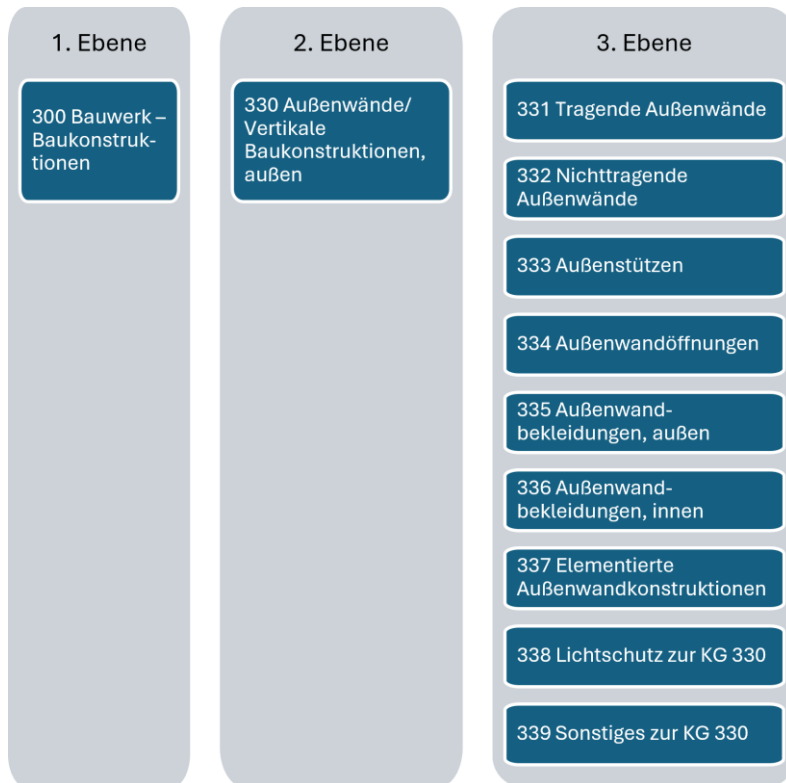 1. Ebene
300 Bauwerk –
Baukonstruk-
tionen
2. Ebene
330 Außenwände/
Vertikale
Baukonstruktionen,
außen
3. Ebene
331 Tragende Außenwände
332 Nichttragende
Außenwände
333 Außenstützen
334 Außenwandöffnungen
335 Außenwand-
bekleidungen, außen
336 Außenwand-
bekleidungen, innen
337 Elementierte
Außenwandkonstruktionen
338 Lichtschutz zur KG 330
339 Sonstiges zur KG 330